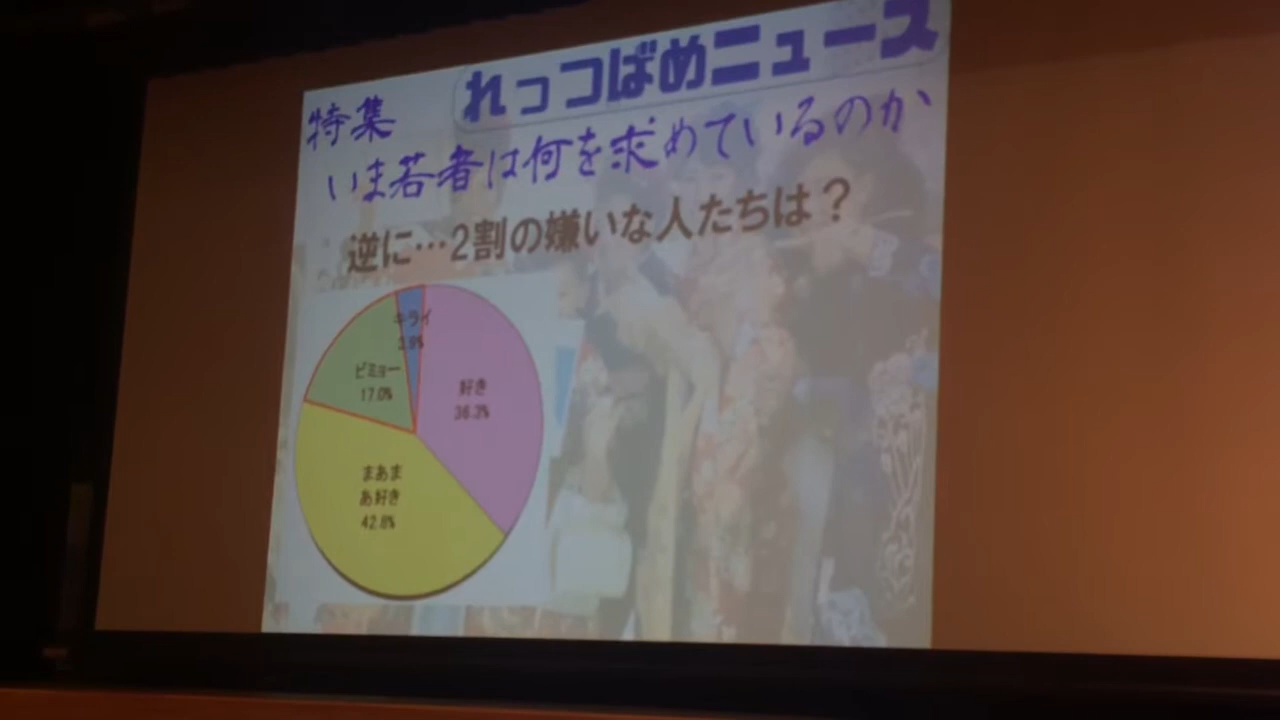 れっつばめニュース
特集
いま若者は何を求めているのか
逆に…2割の嫌いな人たちは？
キライ
ビミョー
17.0%
好き
36.3%
まあま
あ好き
42.8%